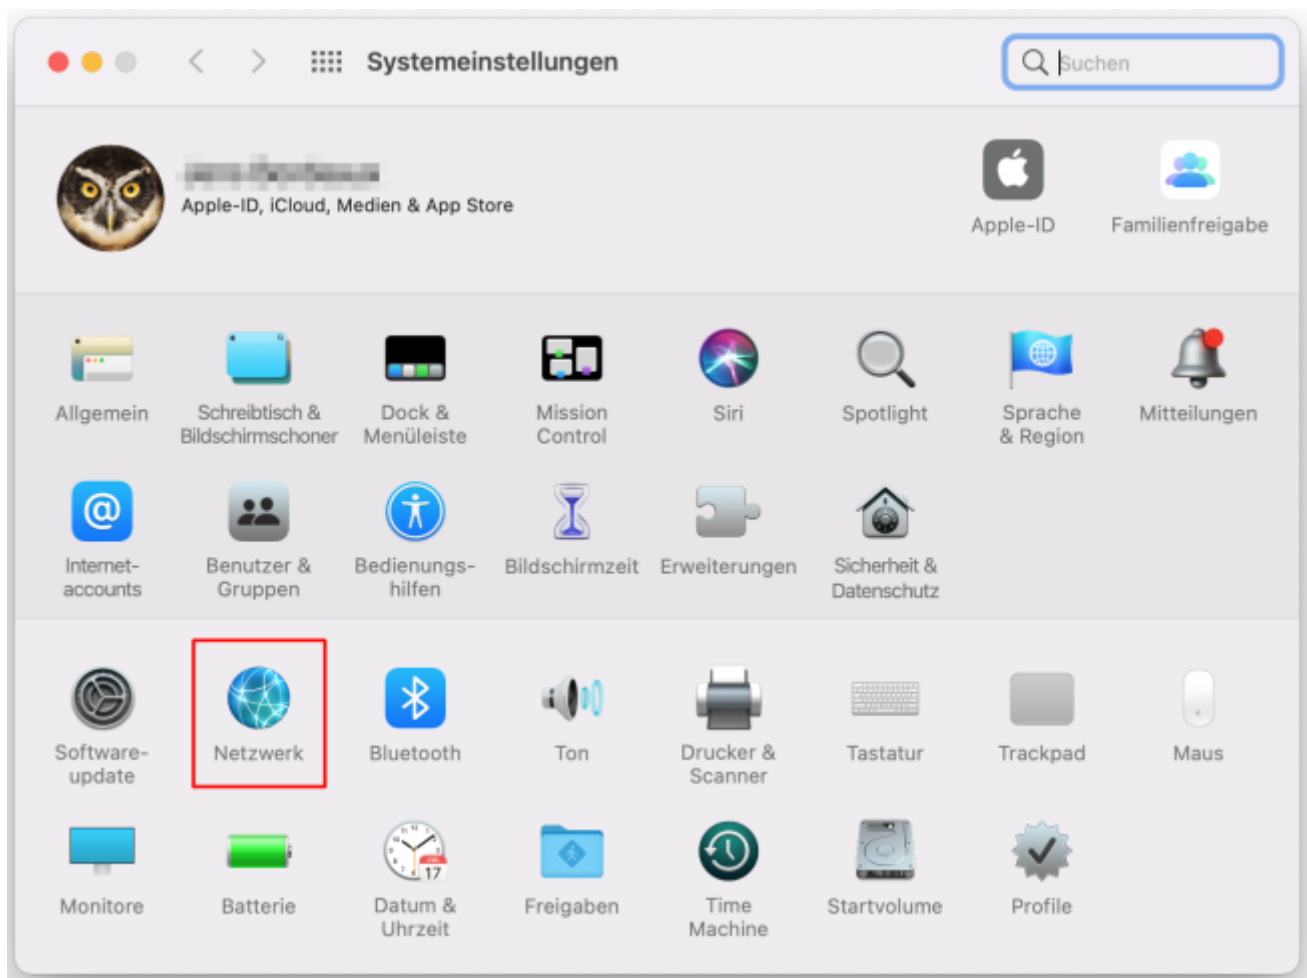 Systemeinstellungen
Suchen
Apple-ID, iCloud, Medien & App Store
Apple-ID
Familienfreigabe
Allgemein
Schreibtisch &
Bildschirmschoner
Dock &
Menüleiste
Mission
Control
Siri
Spotlight
Sprache
& Region
Mitteilungen
Internet-
accounts
Benutzer &
Gruppen
Bedienungs-
hilfen
Bildschirmzeit
Erweiterungen
Sicherheit &
Datenschutz
Software-
update
Netzwerk
Bluetooth
Ton
Drucker &
Scanner
Tastatur
Trackpad
Maus
Monitore
Batterie
Datum &
Uhrzeit
Freigaben
Time
Machine
Startvolume
Profile